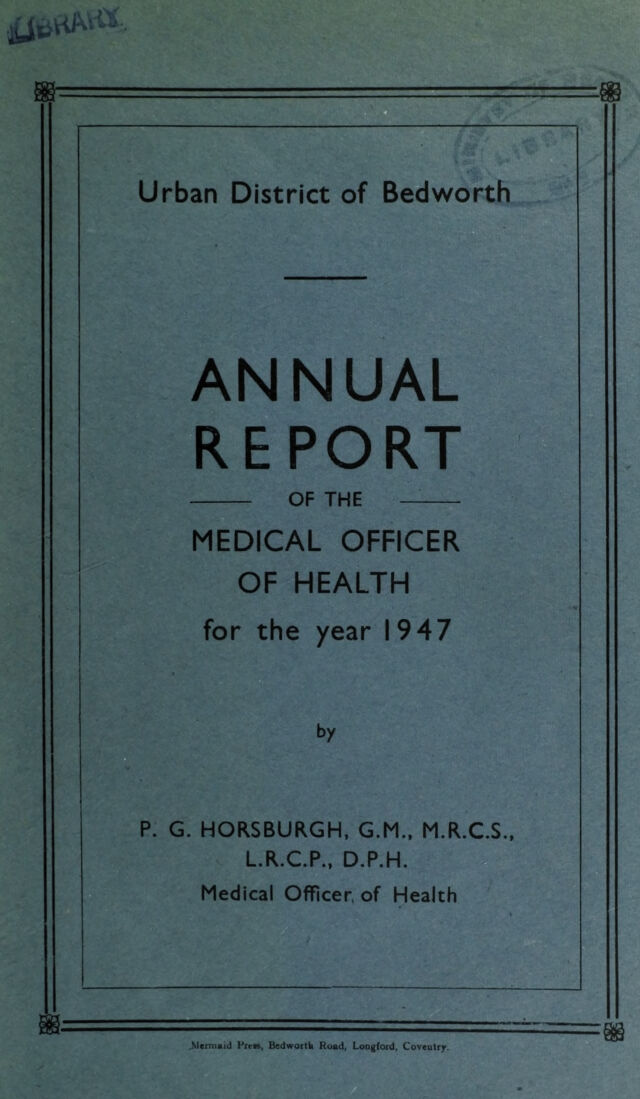 LIBRARY
LIBRARY
Urban District of Bedworth
ANNUAL
REPORT
OF THE
MEDICAL OFFICER
OF HEALTH
for the year 1947
by
P. G. HORSBURGH, G.M., M.R.C.S.,
L.R.C.P., D.P.H.
Medical Officer of Health
Mermaid Press, Bedworth Road, Longford, Coventry.